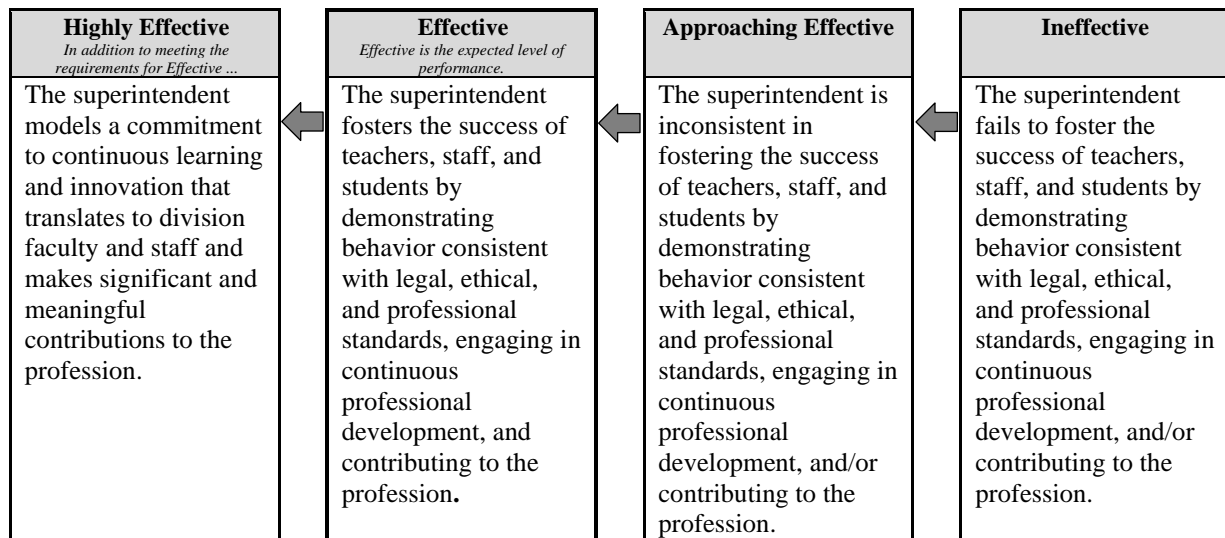 Highly Effective
In addition to meeting the
requirements for Effective ...
The superintendent
models a commitment
to continuous learning
and innovation that
translates to division
faculty and staff and
makes significant and
meaningful
contributions to the
profession.
Effective
Effective is the expected level of
performance.
The superintendent
fosters the success of
teachers, staff, and
students by
demonstrating
behavior consistent
with legal, ethical,
and professional
standards, engaging in
continuous
professional
development, and
contributing to the
profession.
Approaching Effective
The superintendent is
inconsistent in
fostering the success
of teachers, staff, and
students by
demonstrating
behavior consistent
with legal, ethical,
and professional
standards, engaging in
continuous
professional
development, and/or
contributing to the
profession.
Ineffective
The superintendent
fails to foster the
success of teachers,
staff, and students by
demonstrating
behavior consistent
with legal, ethical,
and professional
standards, engaging in
continuous
professional
development, and/or
contributing to the
profession.